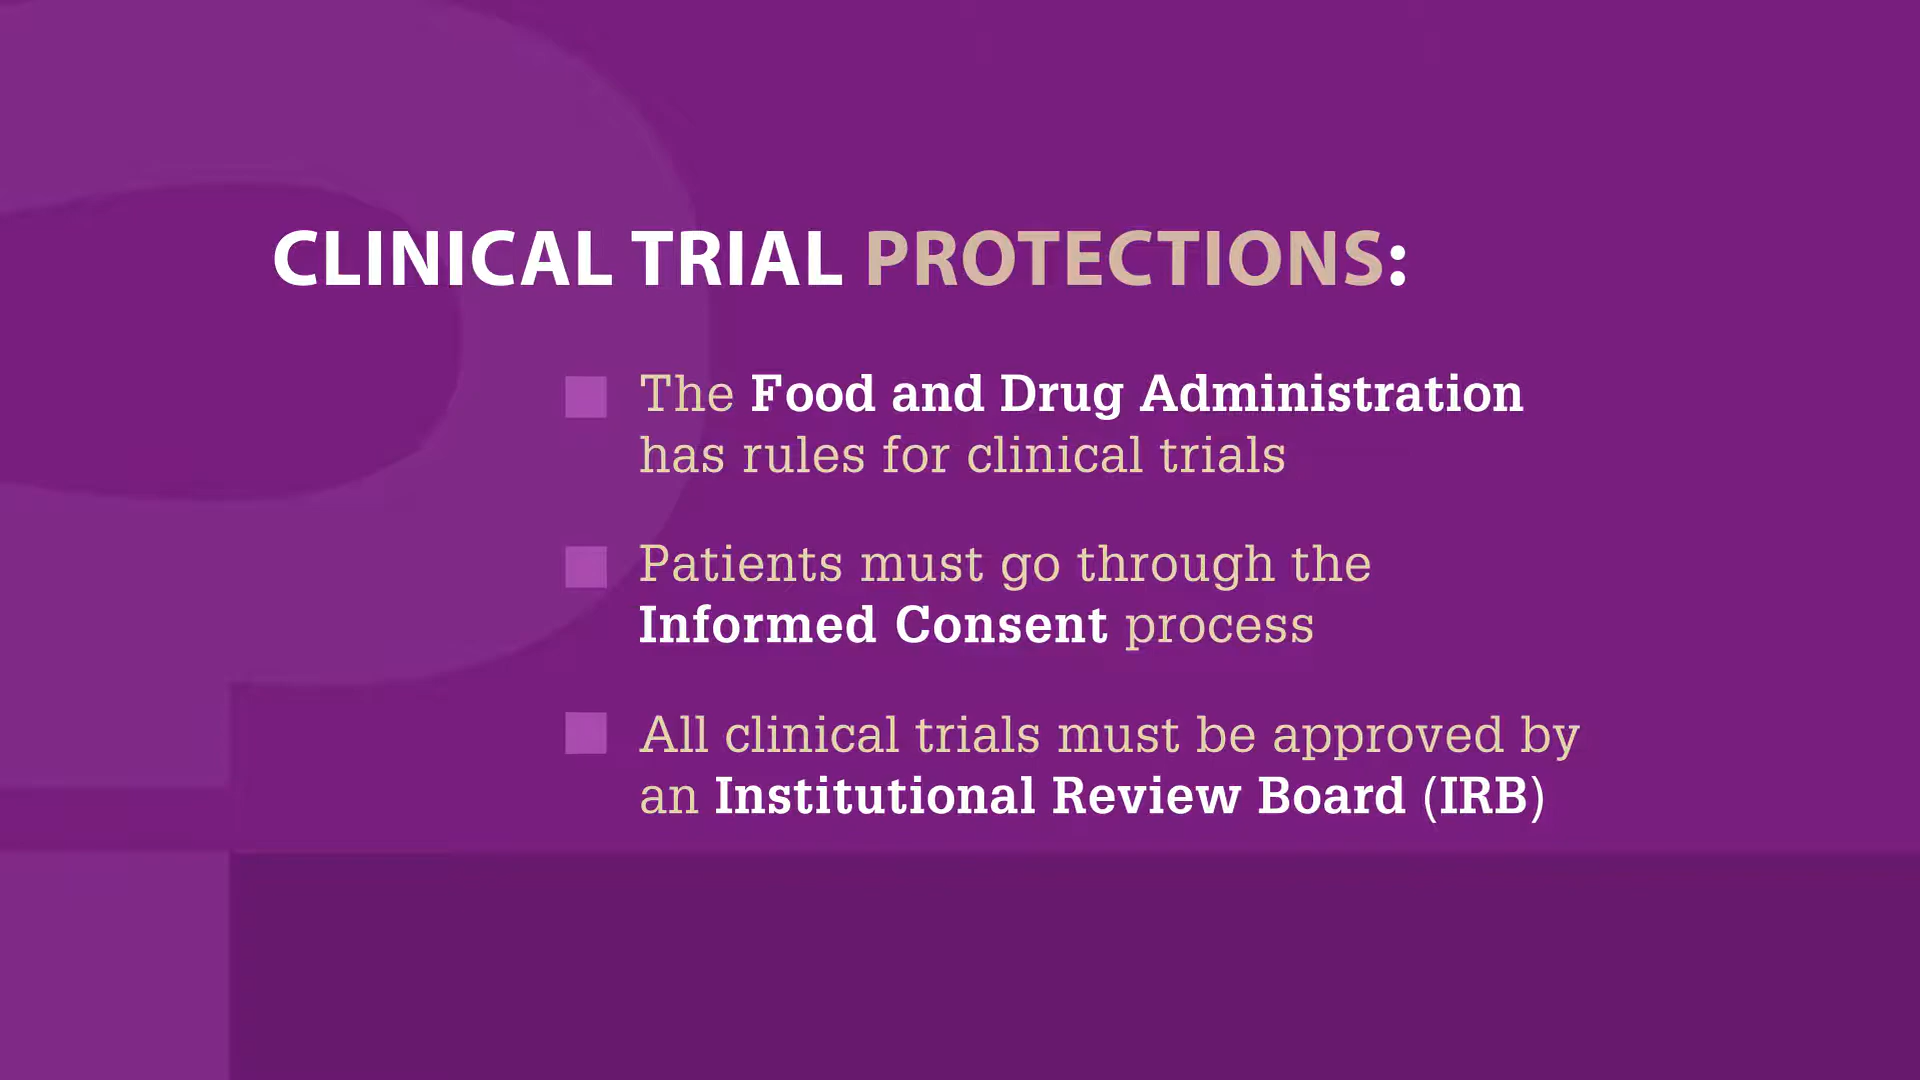 CLINICAL TRIAL PROTECTIONS:
The Food and Drug Administration
has rules for clinical trials
Patients must go through the
Informed Consent process
All clinical trials must be approved by
an Institutional Review Board (IRB)